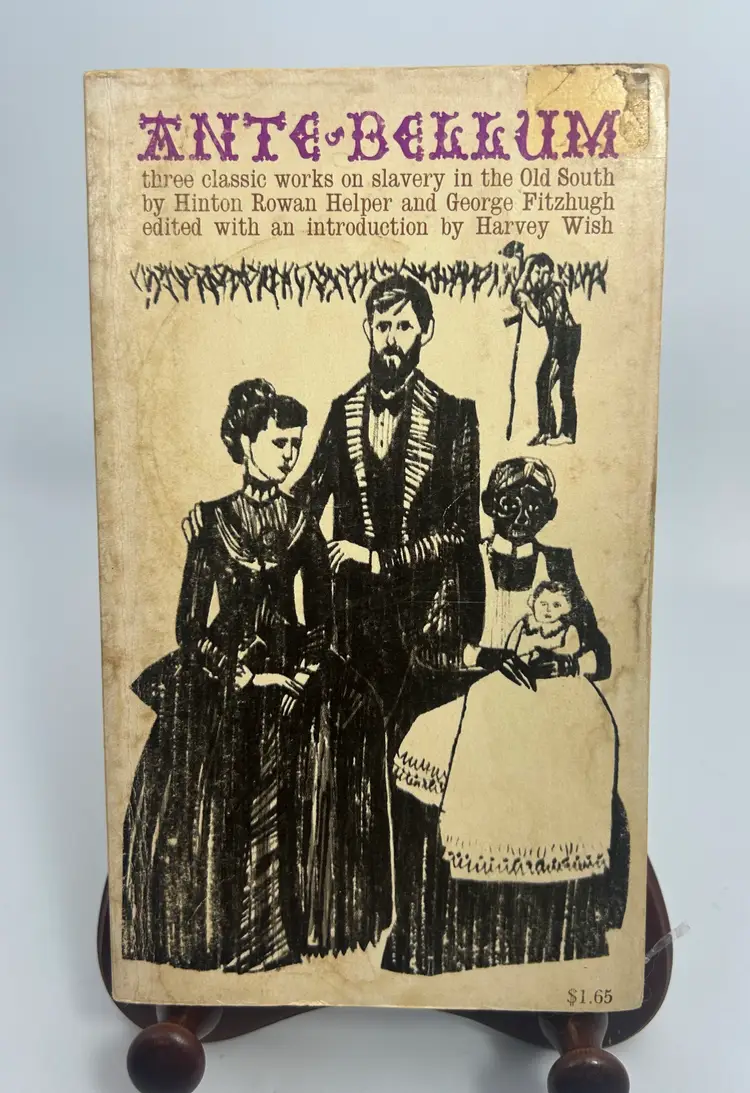 ANTE-BELLUM
three classic works on slavery in the Old South
by Hinton Rowan Helper and George Fitzhugh
edited with an introduction by Harvey Wish
$1.65